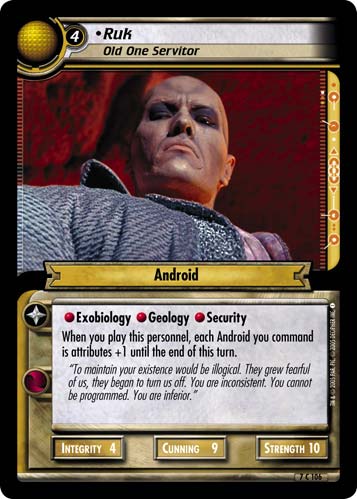 4
•Ruk
Old One Servitor
Android
Exobiology Geology Security
When you play this personnel, each Android you command
is attributes +1 until the end of this turn.
"To maintain your existence would be illogical. They grew fearful
of us, they began to turn us off. You are inconsistent. You cannot
be programmed. You are inferior."
INTEGRITY 4 CUNNING 9 STRENGTH 10
7 C 106